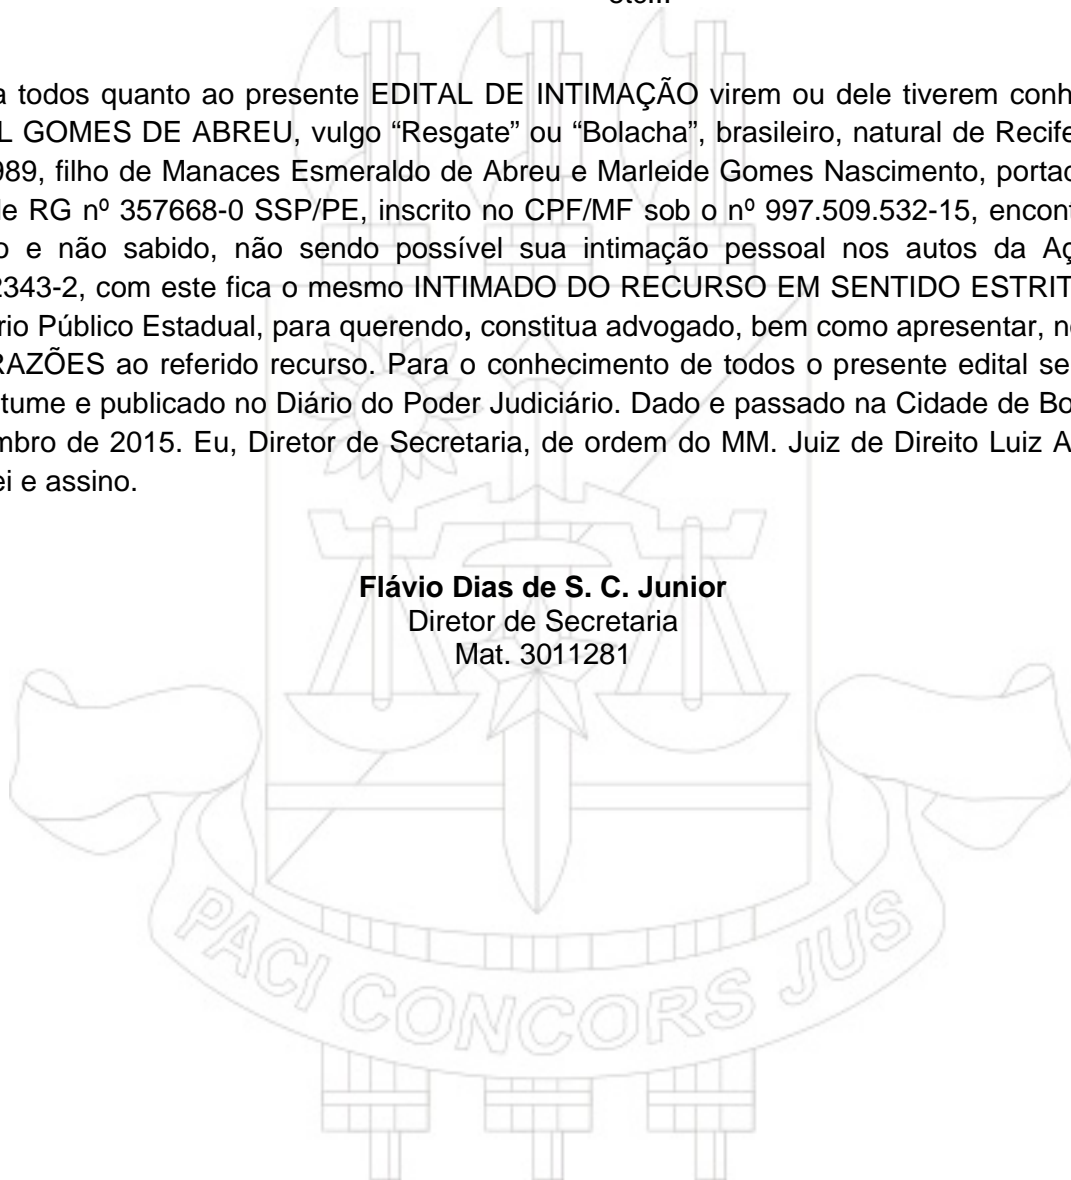 a todos quanto ao presente EDITAL DE INTIMAÇÃO virem ou dele tiverem conh
L GOMES DE ABREU, vulgo “Resgate” ou “Bolacha”, brasileiro, natural de Recife
989, filho de Manaces Esmeraldo de Abreu e Marleide Gomes Nascimento, portac
de RG nº 357668-0 SSP/PE, inscrito no CPF/MF sob o nº 997.509.532-15, encont
o e não sabido, não sendo possível sua intimação pessoal nos autos da Aç
2343-2, com este fica o mesmo INTIMADO DO RECURSO EM SENTIDO ESTRIT
rio Público Estadual, para querendo, constitua advogado, bem como apresentar, n
RAZÕES ao referido recurso. Para o conhecimento de todos o presente edital se
tume e publicado no Diário do Poder Judiciário. Dado e passado na Cidade de Bo
mbro de 2015. Eu, Diretor de Secretaria, de ordem do MM. Juiz de Direito Luiz A
ei e assino.
Flávio Dias de S. C. Junior
Diretor de Secretaria
Mat. 3011281
PACI CONCORS JUS